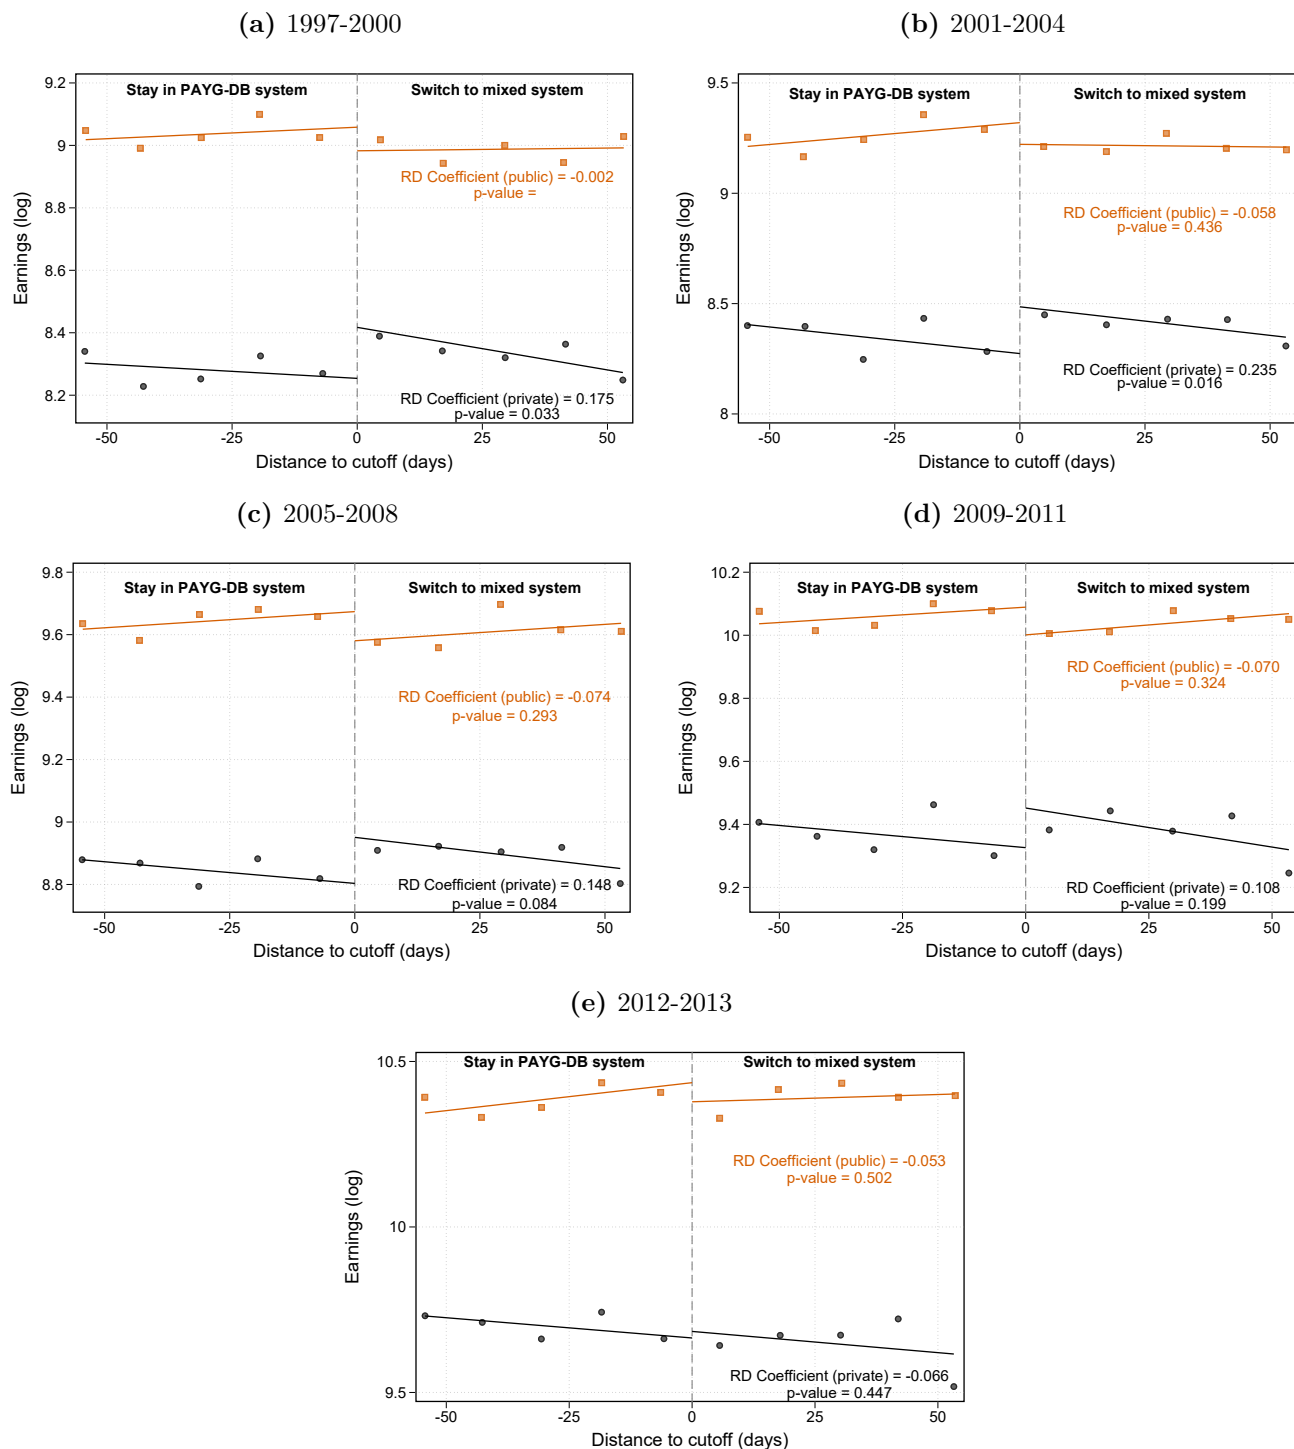 (a) 1997-2000
Stay in PAYG-DB system
Switch to mixed system
9.2
9
8.8
8.6
8.4
8.2
Earnings (log)
RD Coefficient (public) = -0.002
p-value =
RD Coefficient (private) = 0.175
p-value = 0.033
-50
-25
0
25
50
Distance to cutoff (days)
(b) 2001-2004
Stay in PAYG-DB system
Switch to mixed system
9.5
9
8.5
8
Earnings (log)
RD Coefficient (public) = -0.058
p-value = 0.436
RD Coefficient (private) = 0.235
p-value = 0.016
-50
-25
0
25
50
Distance to cutoff (days)
(c) 2005-2008
Stay in PAYG-DB system
Switch to mixed system
9.8
9.6
9.4
9.2
9
8.8
Earnings (log)
RD Coefficient (public) = -0.074
p-value = 0.293
RD Coefficient (private) = 0.148
p-value = 0.084
-50
-25
0
25
50
Distance to cutoff (days)
(d) 2009-2011
Stay in PAYG-DB system
Switch to mixed system
10.2
10
9.8
9.6
9.4
9.2
Earnings (log)
RD Coefficient (public) = -0.070
p-value = 0.324
RD Coefficient (private) = 0.108
p-value = 0.199
-50
-25
0
25
50
Distance to cutoff (days)
(e) 2012-2013
Stay in PAYG-DB system
Switch to mixed system
10.5
10
9.5
Earnings (log)
RD Coefficient (public) = -0.053
p-value = 0.502
RD Coefficient (private) = -0.066
p-value = 0.447
-50
-25
0
25
50
Distance to cutoff (days)